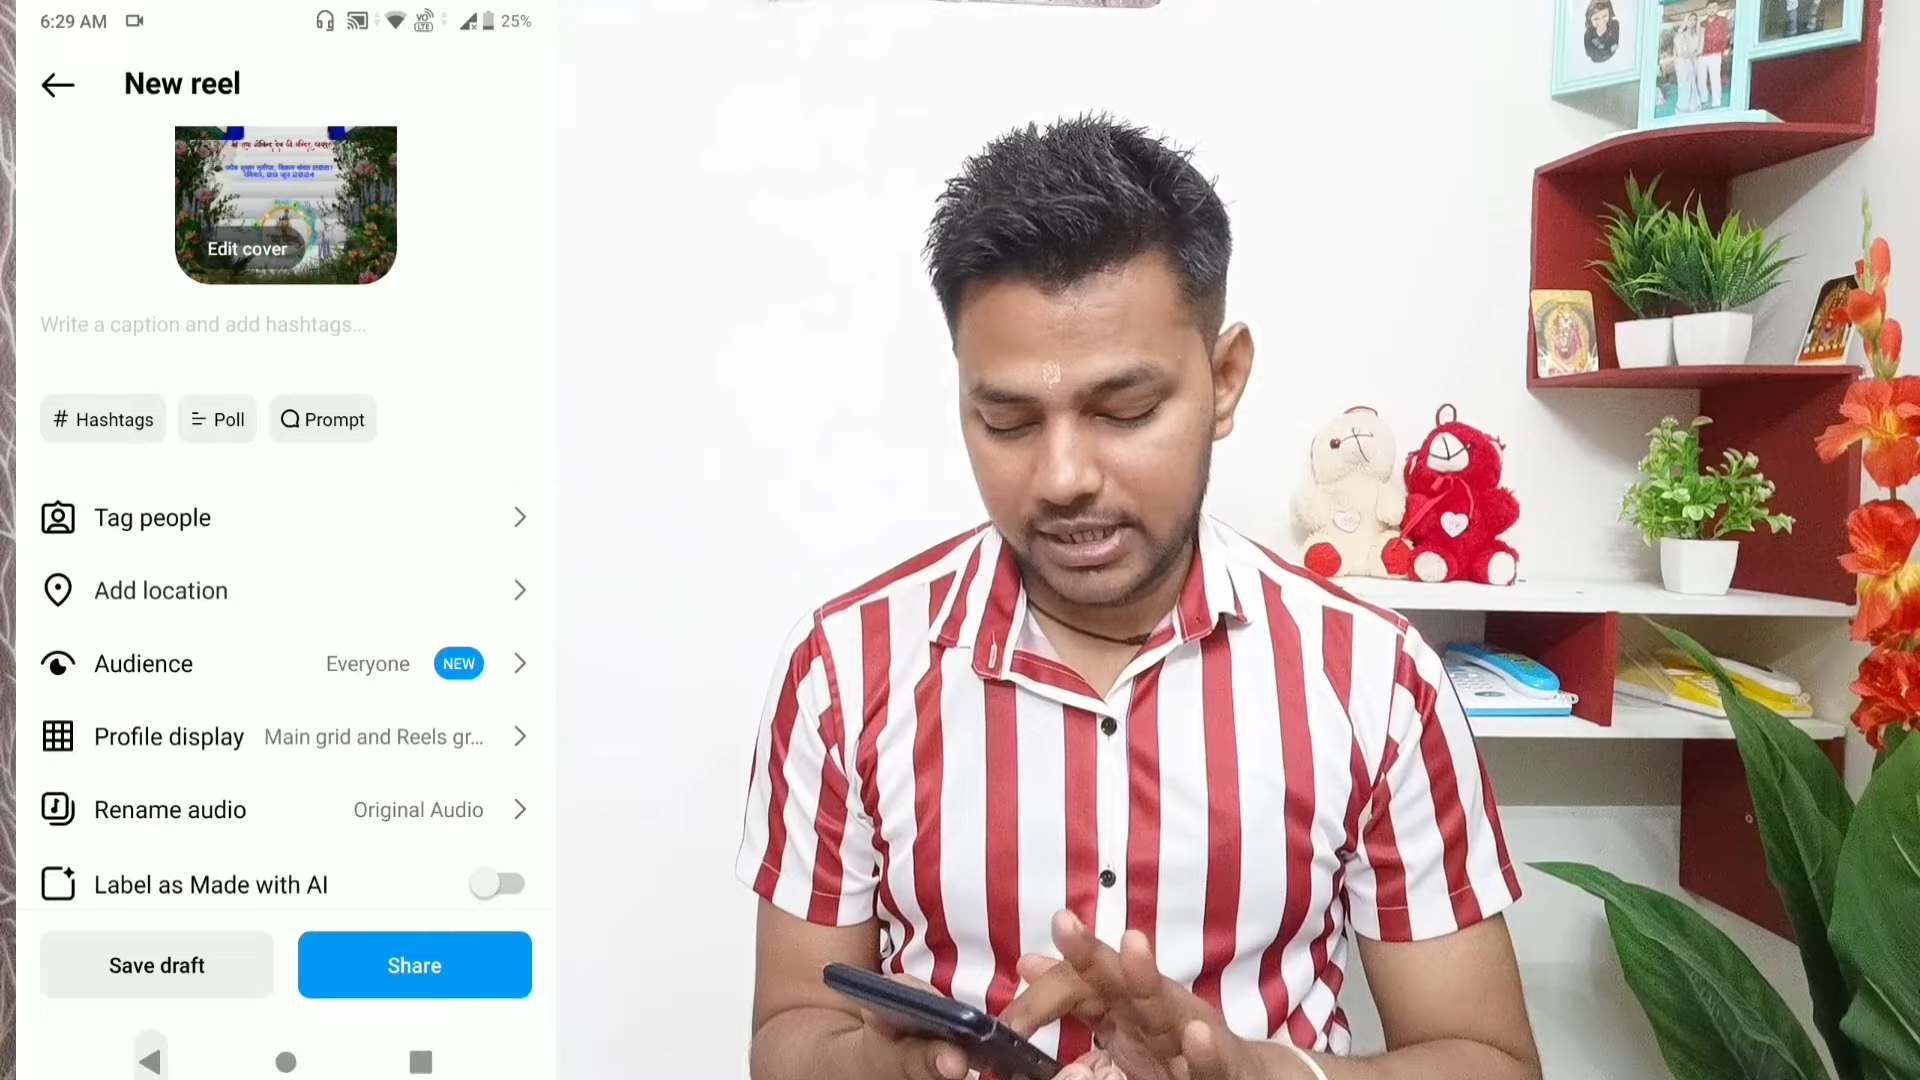 6:29 AM
VO LTE
25%
New reel
Edit cover
Write a caption and add hashtags...
# Hashtags
Poll
Prompt
Tag people
Add location
Audience
Everyone
NEW
Profile display
Main grid and Reels gr...
Rename audio
Original Audio
Label as Made with AI
Save draft
Share